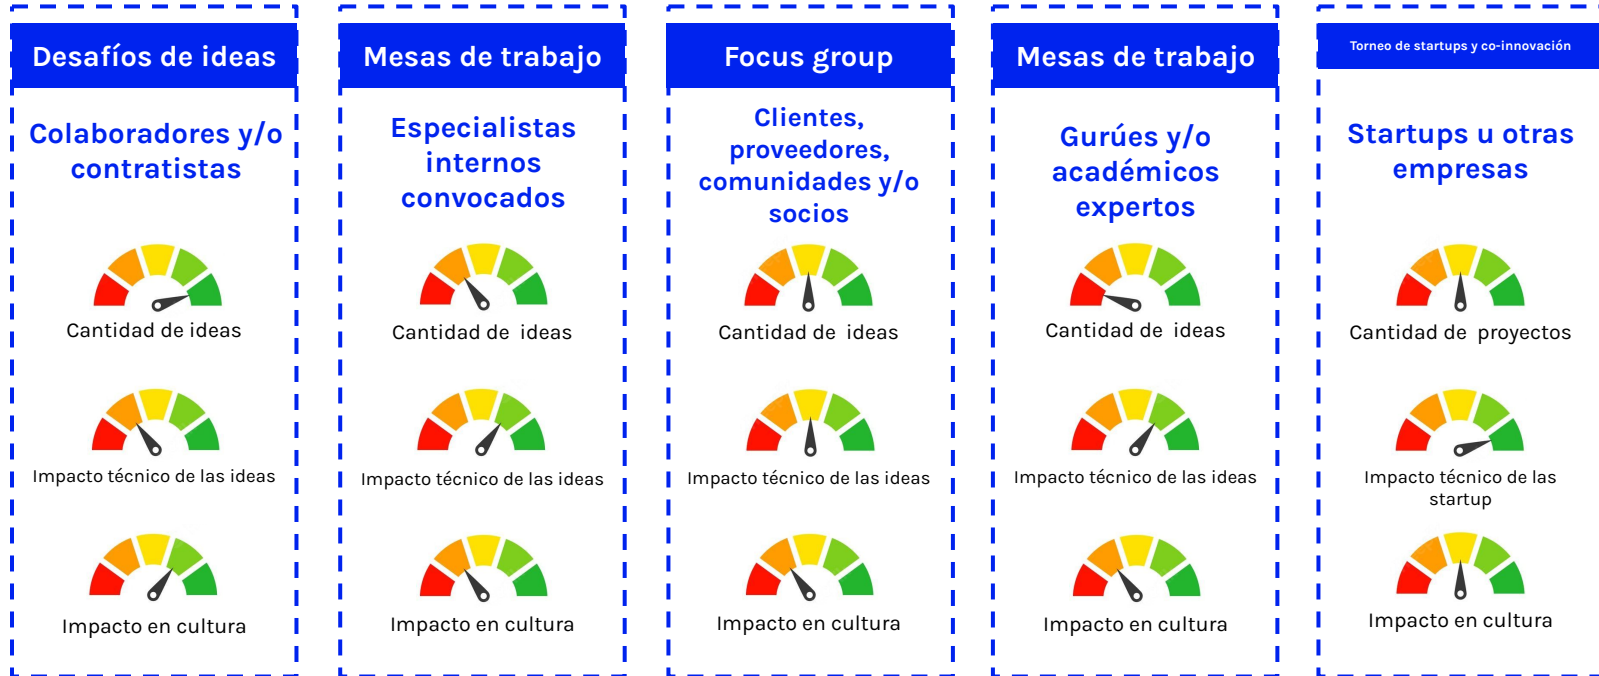 Desafíos de ideas
Colaboradores y/o
contratistas
Cantidad de ideas
Impacto técnico de las ideas
Impacto en cultura
Mesas de trabajo
Especialistas
internos
convocados
Cantidad de ideas
Impacto técnico de las ideas
Impacto en cultura
Focus group
Clientes,
proveedores,
comunidades y/o
socios
Cantidad de ideas
Impacto técnico de las ideas
Impacto en cultura
Mesas de trabajo
Gurúes y/o
académicos
expertos
Cantidad de ideas
Impacto técnico de las ideas
Impacto en cultura
Torneo de startups y co-innovación
Startups u otras
empresas
Cantidad de proyectos
Impacto técnico de las
startup
Impacto en cultura